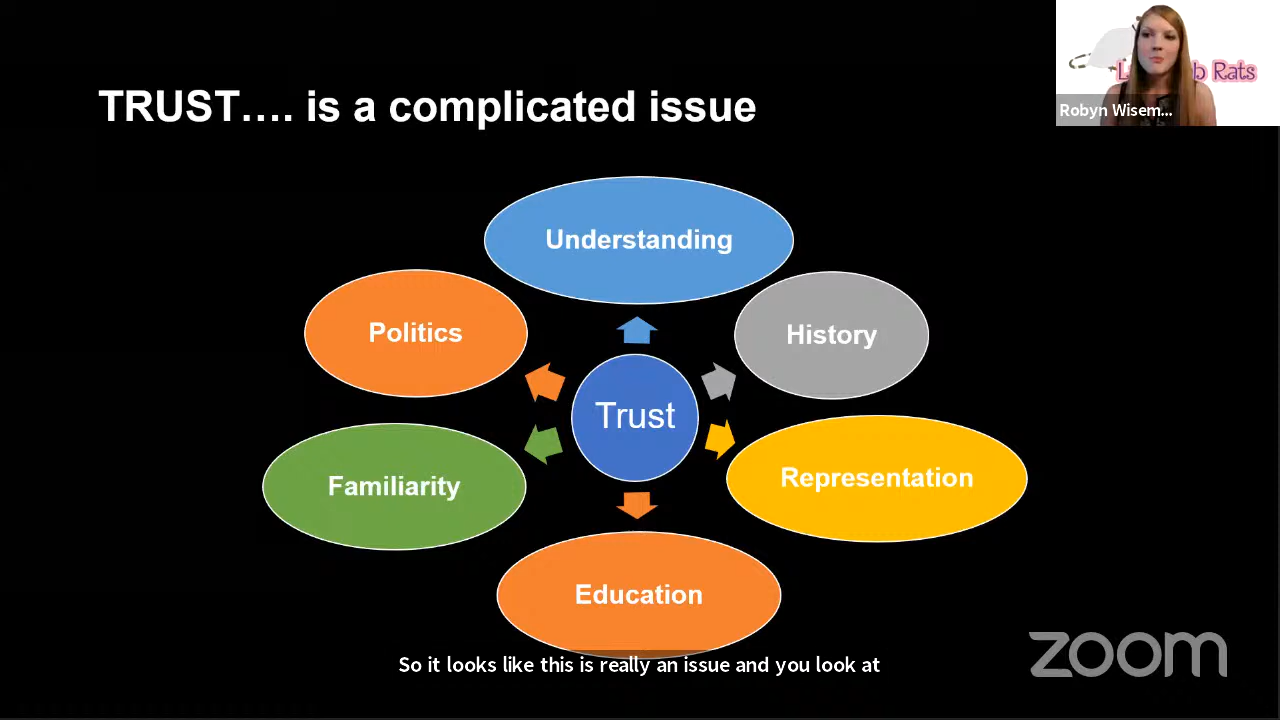 TRUST…. is a complicated issue
Rats
Robyn Wisem...
Understanding
Politics
History
Trust
Familiarity
Representation
Education
So it looks like this is really an issue and you look at
zoom